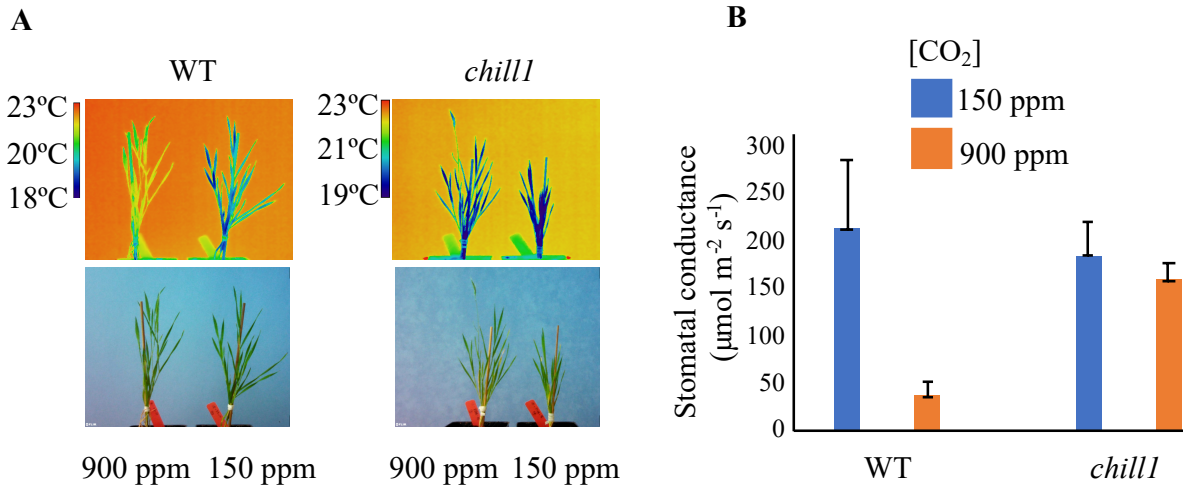 A
WT
chill1
23ºC
20ºC
18ºC
23ºC
21ºC
19ºC
900 ppm
150 ppm
900 ppm
150 ppm
B
[CO₂]
150 ppm
900 ppm
Stomatal conductance
(µmol m⁻² s⁻¹)
300
250
200
150
100
50
0
WT
chill1